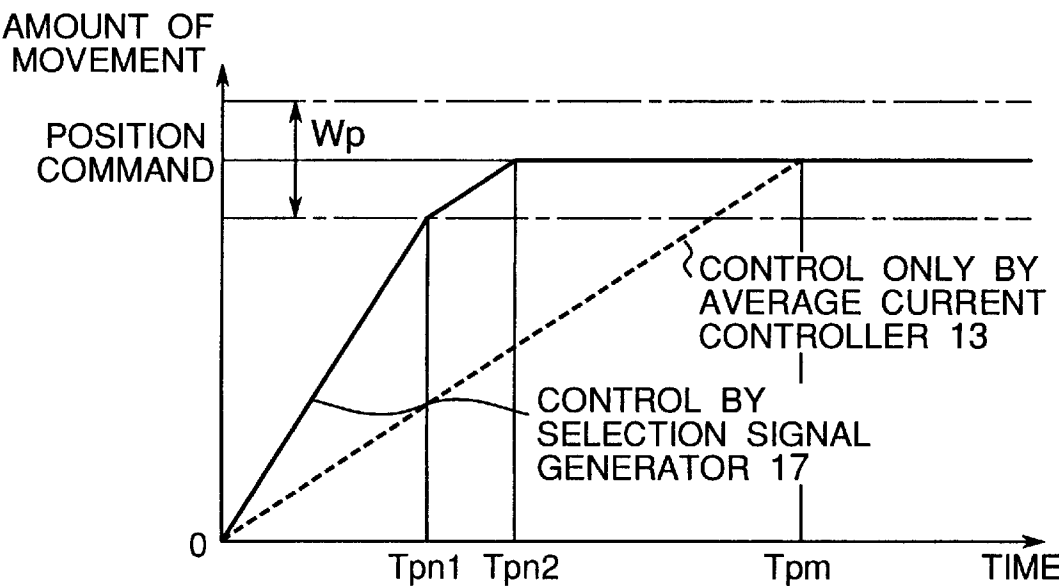 AMOUNT OF
MOVEMENT
Wp
POSITION
COMMAND
CONTROL ONLY BY
AVERAGE CURRENT
CONTROLLER 13
CONTROL BY
SELECTION SIGNAL
GENERATOR 17
0
Tpn1 Tpn2 Tpm TIME